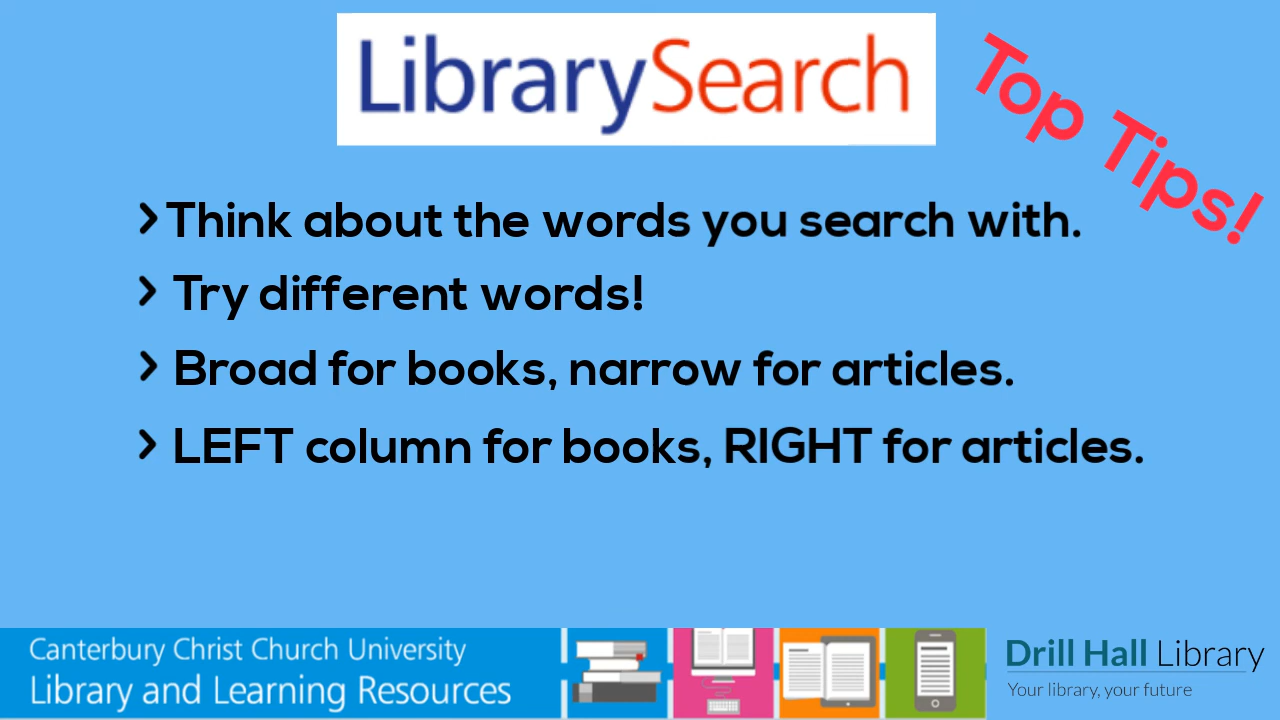 LibrarySearch
Top Tips!
Think about the words you search with.
Try different words!
Broad for books, narrow for articles.
LEFT column for books, RIGHT for articles.
Canterbury Christ Church University
Library and Learning Resources
Drill Hall Library
Your library, your future